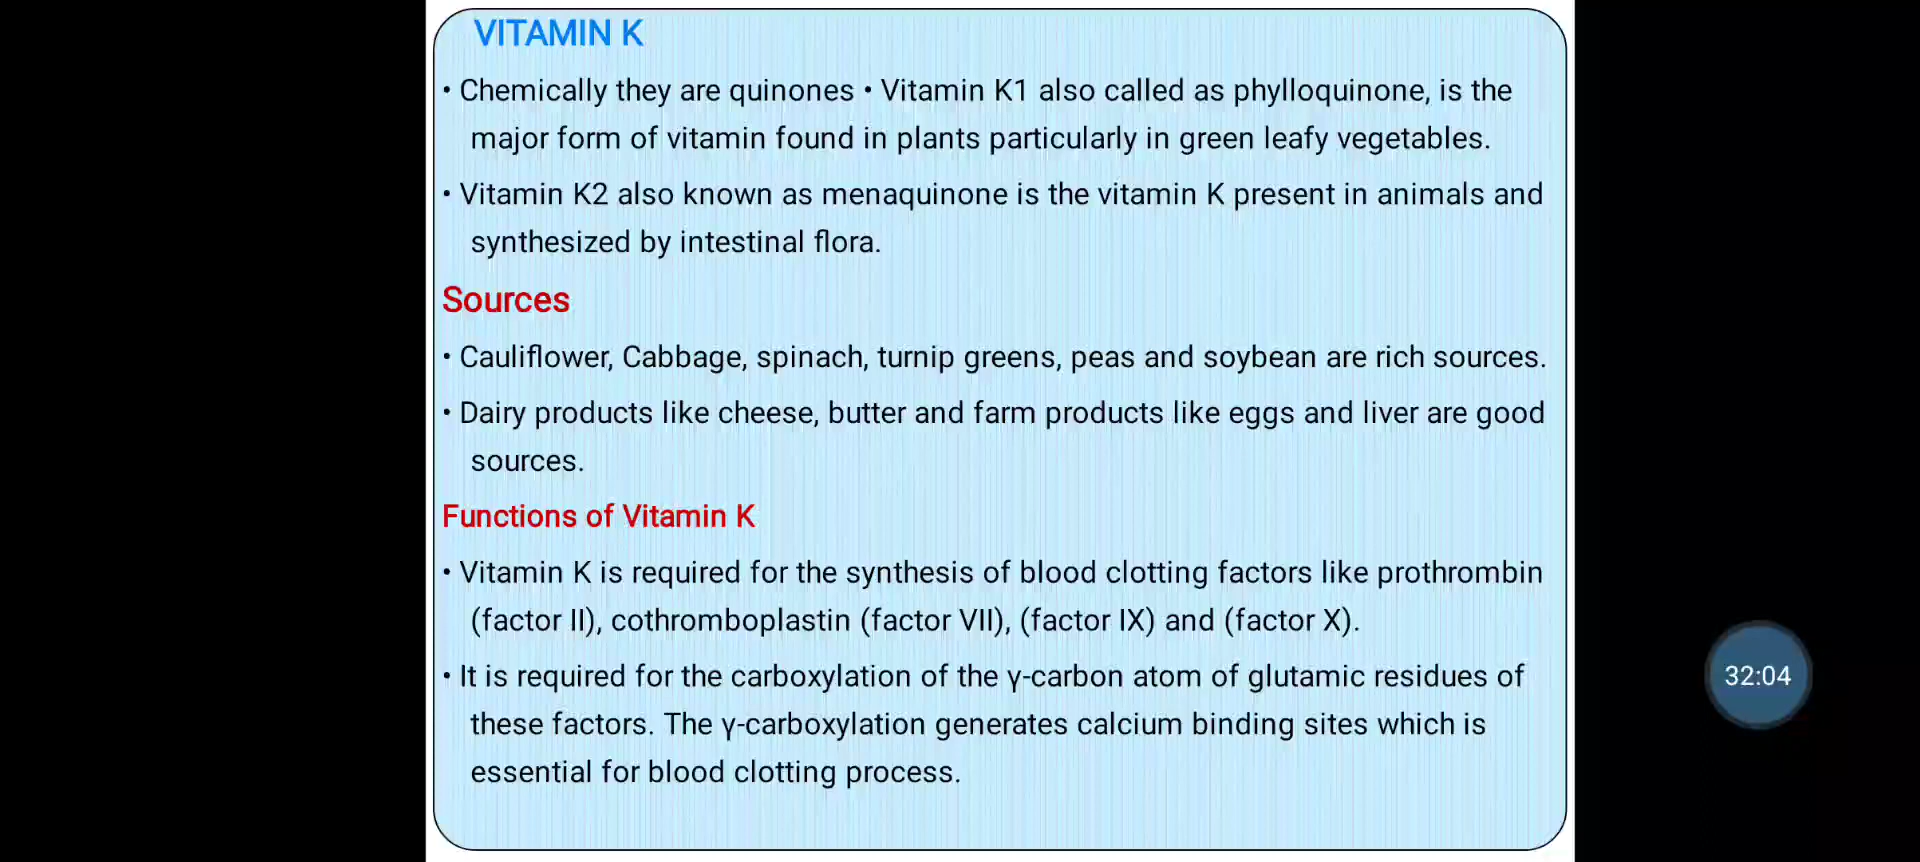 VITAMIN K
• Chemically they are quinones • Vitamin K1 also called as phylloquinone, is the
major form of vitamin found in plants particularly in green leafy vegetables.
• Vitamin K2 also known as menaquinone is the vitamin K present in animals and
synthesized by intestinal flora.
Sources
• Cauliflower, Cabbage, spinach, turnip greens, peas and soybean are rich sources.
• Dairy products like cheese, butter and farm products like eggs and liver are good
sources.
Functions of Vitamin K
• Vitamin K is required for the synthesis of blood clotting factors like prothrombin
(factor II), cothromboplastin (factor VII), (factor IX) and (factor X).
• It is required for the carboxylation of the γ-carbon atom of glutamic residues of
these factors. The γ-carboxylation generates calcium binding sites which is
essential for blood clotting process.
32:04